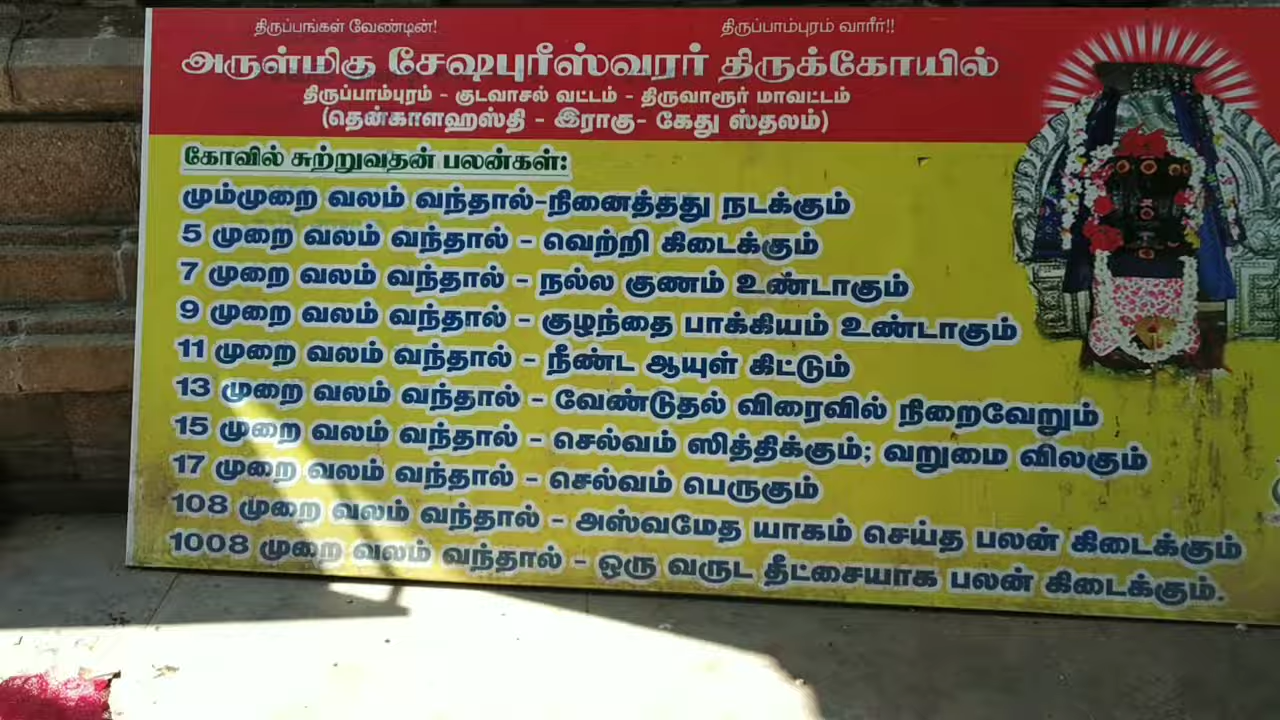 திருப்பங்கள் வேண்டின்! திருப்பாம்புரம் வாரீர்!!
அருள்மிகு சேஷபுரீஸ்வரர் திருக்கோயில்
திருப்பாம்புரம் - குடவாசல் வட்டம் - திருவாரூர் மாவட்டம்
(தென்காளஹஸ்தி - இராகு- கேது ஸ்தலம்)
கோவில் சுற்றுவதன் பலன்கள்:
மும்முறை வலம் வந்தால்-நினைத்தது நடக்கும்
5 முறை வலம் வந்தால் - வெற்றி கிடைக்கும்
7 முறை வலம் வந்தால் - நல்ல குணம் உண்டாகும்
9 முறை வலம் வந்தால் - குழந்தை பாக்கியம் உண்டாகும்
11 முறை வலம் வந்தால் - நீண்ட ஆயுள் கிட்டும்
13 முறை வலம் வந்தால் - வேண்டுதல் விரைவில் நிறைவேறும்
15 முறை வலம் வந்தால் - செல்வம் ஸித்திக்கும்; வறுமை விலகும்
17 முறை வலம் வந்தால் - செல்வம் பெருகும்
108 முறை வலம் வந்தால் - அஸ்வமேத யாகம் செய்த பலன் கிடைக்கும்
1008 முறை வலம் வந்தால் - ஒரு வருட தீட்சையாக பலன் கிடைக்கும்.